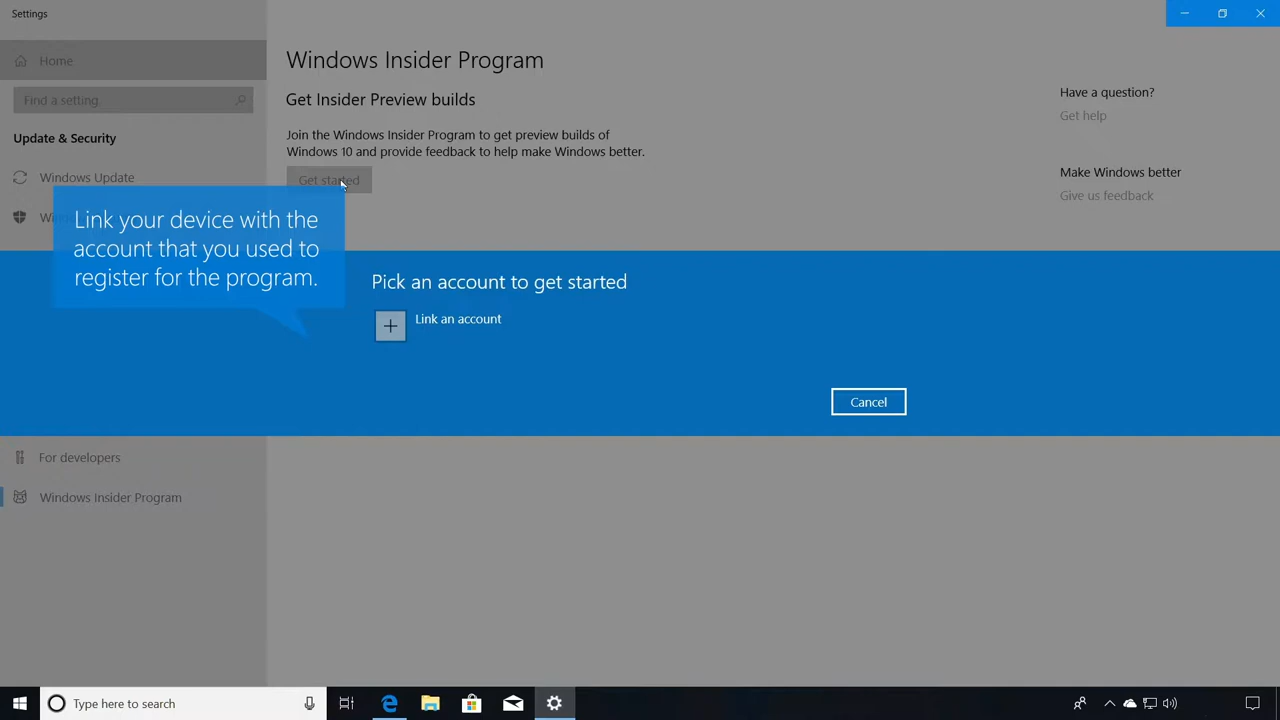 Settings
Home
Find a setting
Update & Security
Windows Update
Link your device with the
account that you used to
register for the program.
For developers
Windows Insider Program
Windows Insider Program
Get Insider Preview builds
Join the Windows Insider Program to get preview builds of
Windows 10 and provide feedback to help make Windows better.
Get started
Have a question?
Get help
Make Windows better
Give us feedback
Pick an account to get started
Link an account
Cancel
Type here to search